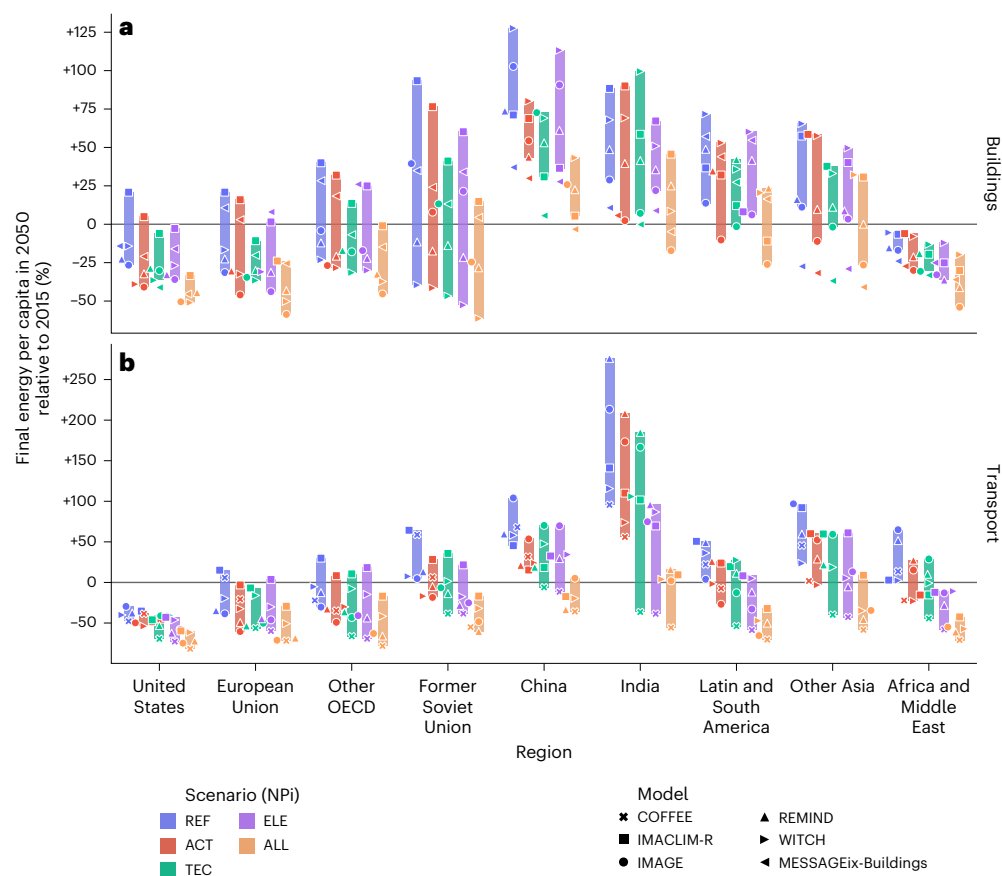 a
+125
+100
+75
+50
+25
0
−25
−50
Buildings
b
+250
+200
+150
+100
+50
0
−50
Transport
Final energy per capita in 2050
relative to 2015 (%)
United
States
European
Union
Other
OECD
Former
Soviet
Union
China
India
Latin and
South
America
Other Asia
Africa and
Middle
East
Region
Scenario (NPi)
REF
ACT
TEC
ELE
ALL
Model
COFFEE
IMACLIM-R
IMAGE
REMIND
WITCH
MESSAGEix-Buildings